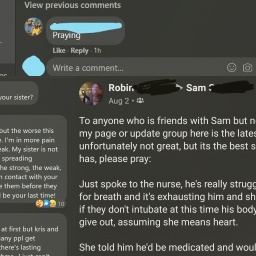 View previous comments
Praying
Like · Reply · 1h
Write a comment...
your sister?
out the worse this
e. I'm in more pain
eak. My sister is not
spreading
he strong, the weak,
n contact with your
e them before they
l be your last time!
10
at first but kris and
any ppl get
there's lasting
Robin
Sam
Aug 2
To anyone who is friends with Sam but n
my page or update group here is the lates
unfortunately not great, but its the best s
has, please pray:
Just spoke to the nurse, he's really strugg
for breath and it's exhausting him and sh
if they don't intubate at this time his body
give out, assuming she means heart.
She told him he'd be medicated and woul